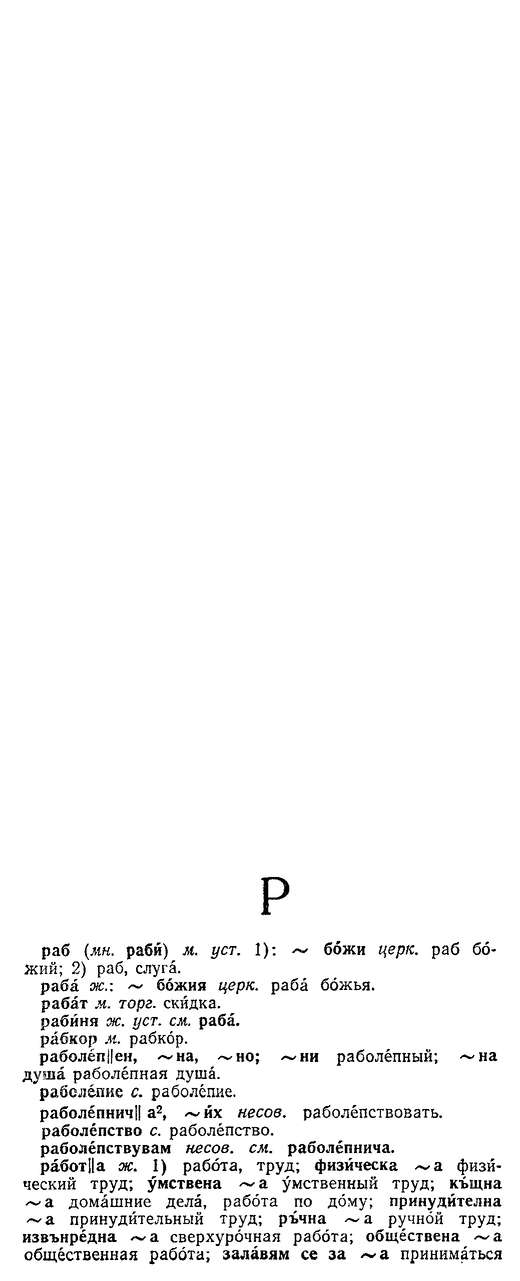 Р
раб (мн. рабѝ) м. уст. 1): ~ бо́жи церк. раб бо́-
жий; 2) раб, слуга́.
раба́ ж.: ~ бо́жия церк. раба́ бо́жья.
раба́т м. торг. ски́дка.
раби́ня ж. уст. см. раба́.
ра́бкор м. рабко́р.
раболе́п||ен, ~на, ~но; ~ни раболе́пный; ~на
душа́ раболе́пная душа́.
раболе́пие с. раболе́пие.
раболе́пнич||а², ~их несов. раболе́пствовать.
раболе́пство с. раболе́пство.
раболе́пствувам несов. см. раболе́пнича.
ра́бот||а ж. 1) рабо́та, труд; физи́ческа ~а физи́-
ческий труд; у́мствена ~а у́мственный труд; къ́щна
~а дома́шние дела́, рабо́та по до́му; принуди́телна
~а принуди́тельный труд; ръ́чна ~а ручно́й труд;
извънре́дна ~а сверхуро́чная рабо́та; обще́ствена ~а
обще́ственная рабо́та; зала́вям се за ~а принима́ться